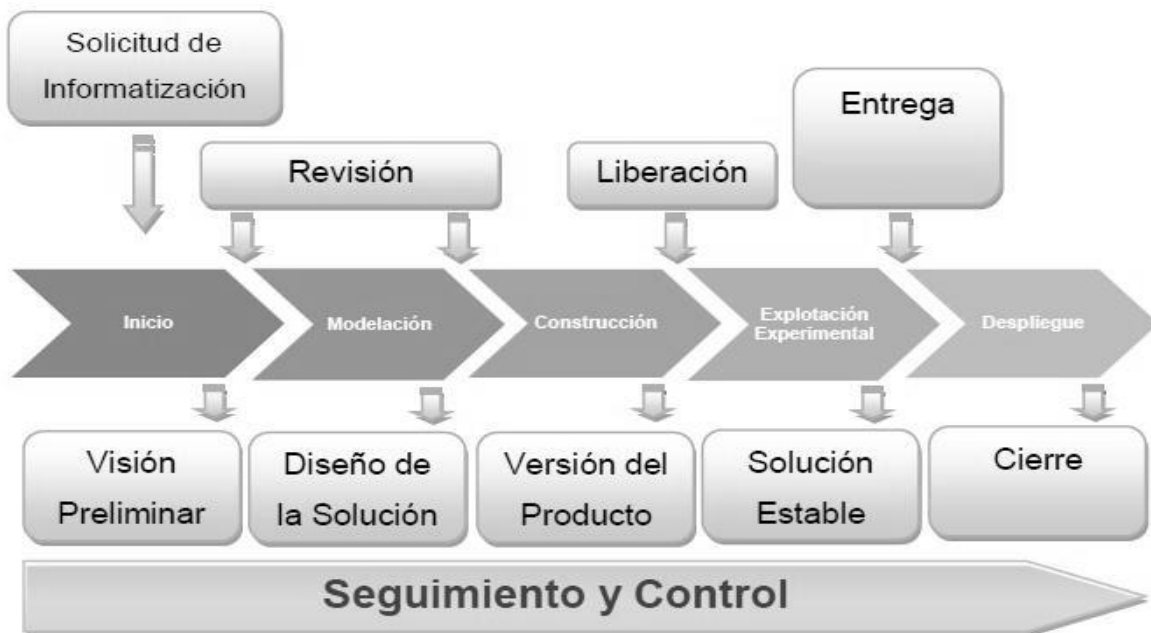 Solicitud de
Informatización
Entrega
Revisión
Liberación
Inicio
Modelación
Construcción
Explotación
Experimental
Despliegue
Visión
Preliminar
Diseño de
la Solución
Versión del
Producto
Solución
Estable
Cierre
Seguimiento y Control